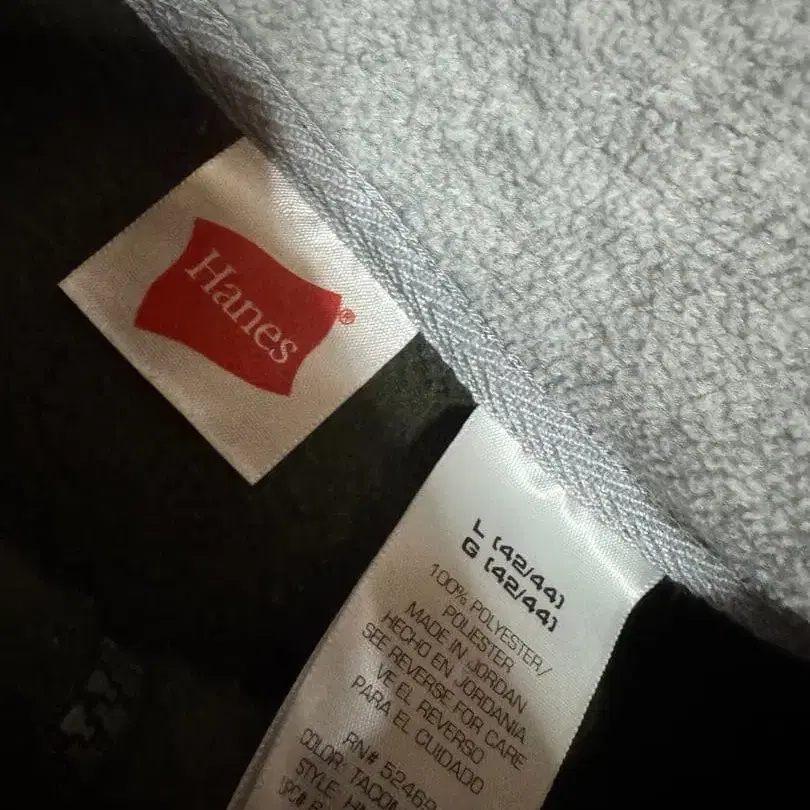 Hanes®
L (42/44)
G (42/44)
100% POLYESTER/
POLIESTER
MADE IN JORDAN
HECHO EN JORDANIA
SEE REVERSE FOR CARE
VE EL REVERSO
PARA EL CUIDADO
RN# 52469
COLOR:
STYLE: